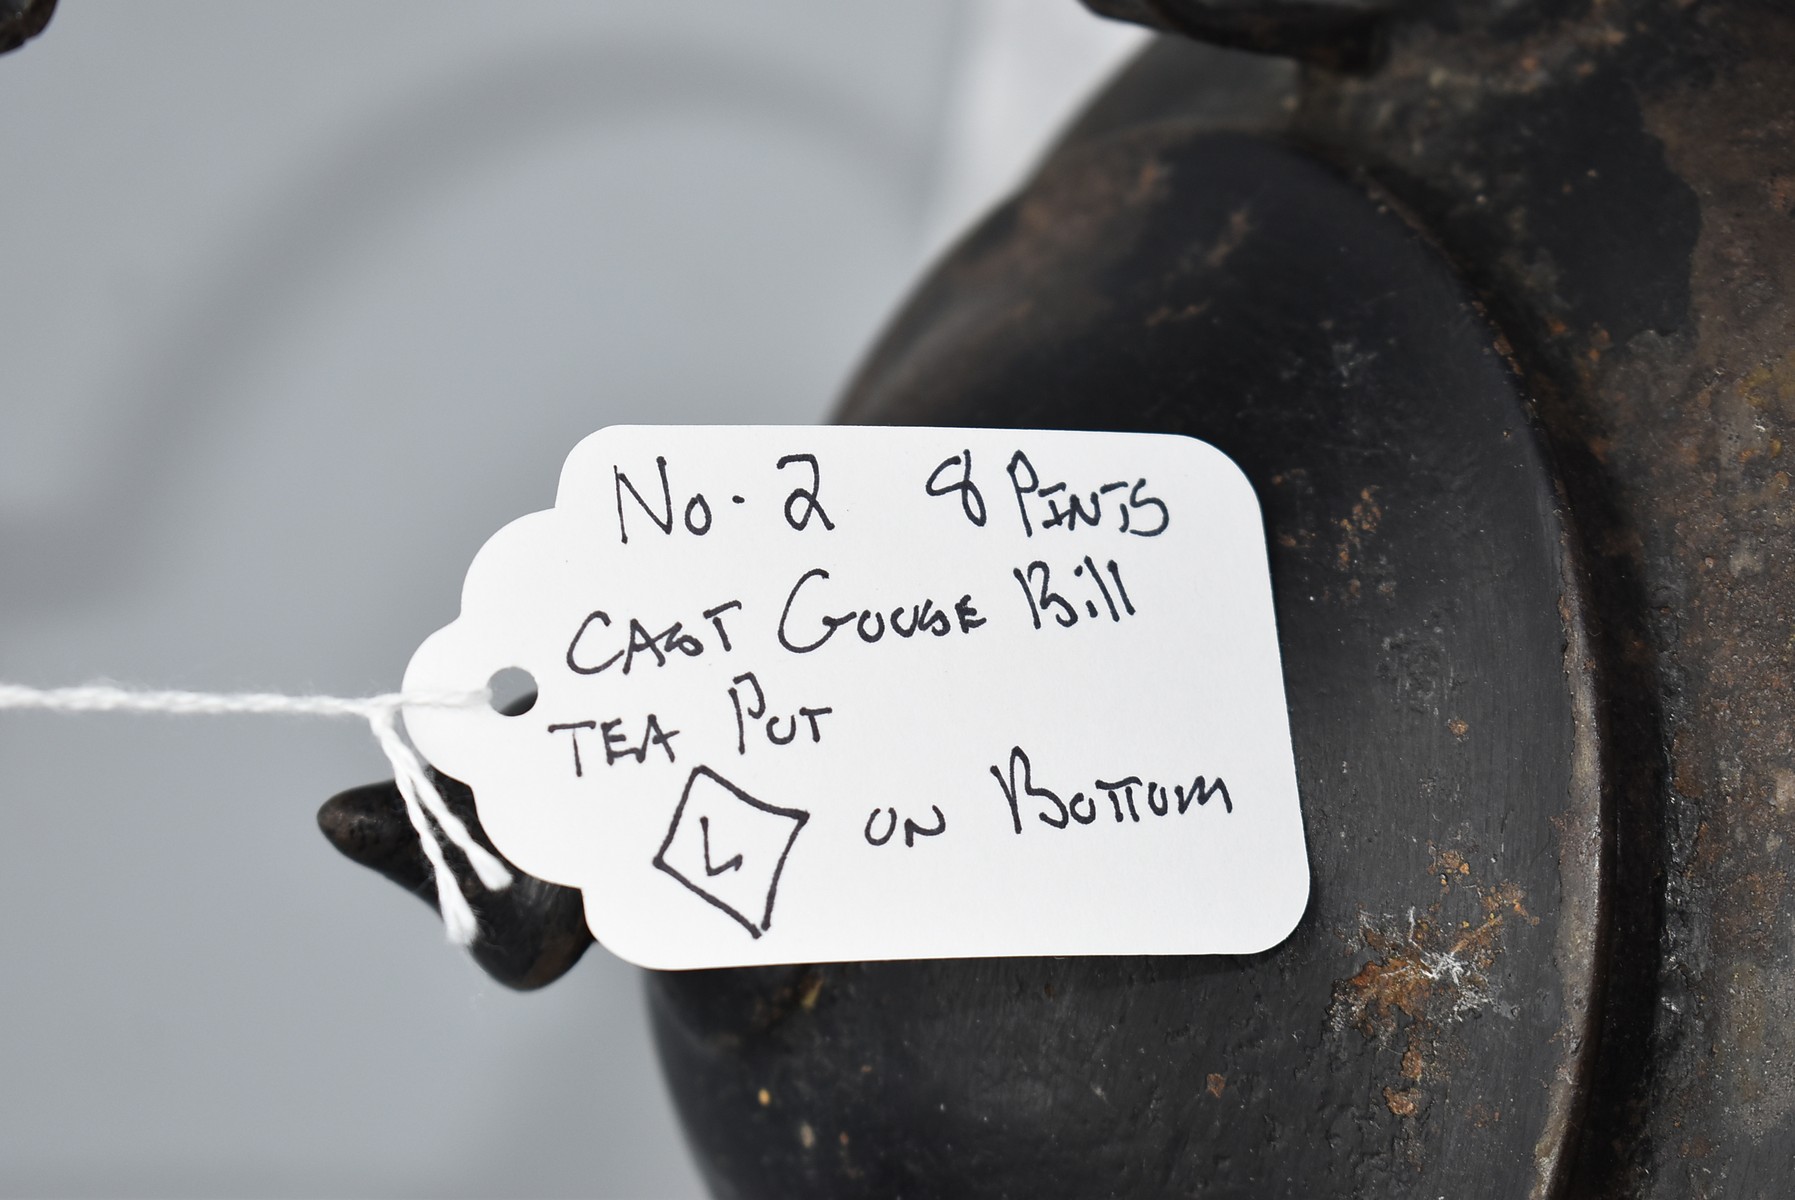 No. 2 8 Pints
Cast Goose Bill
Tea Pot
L on Bottom